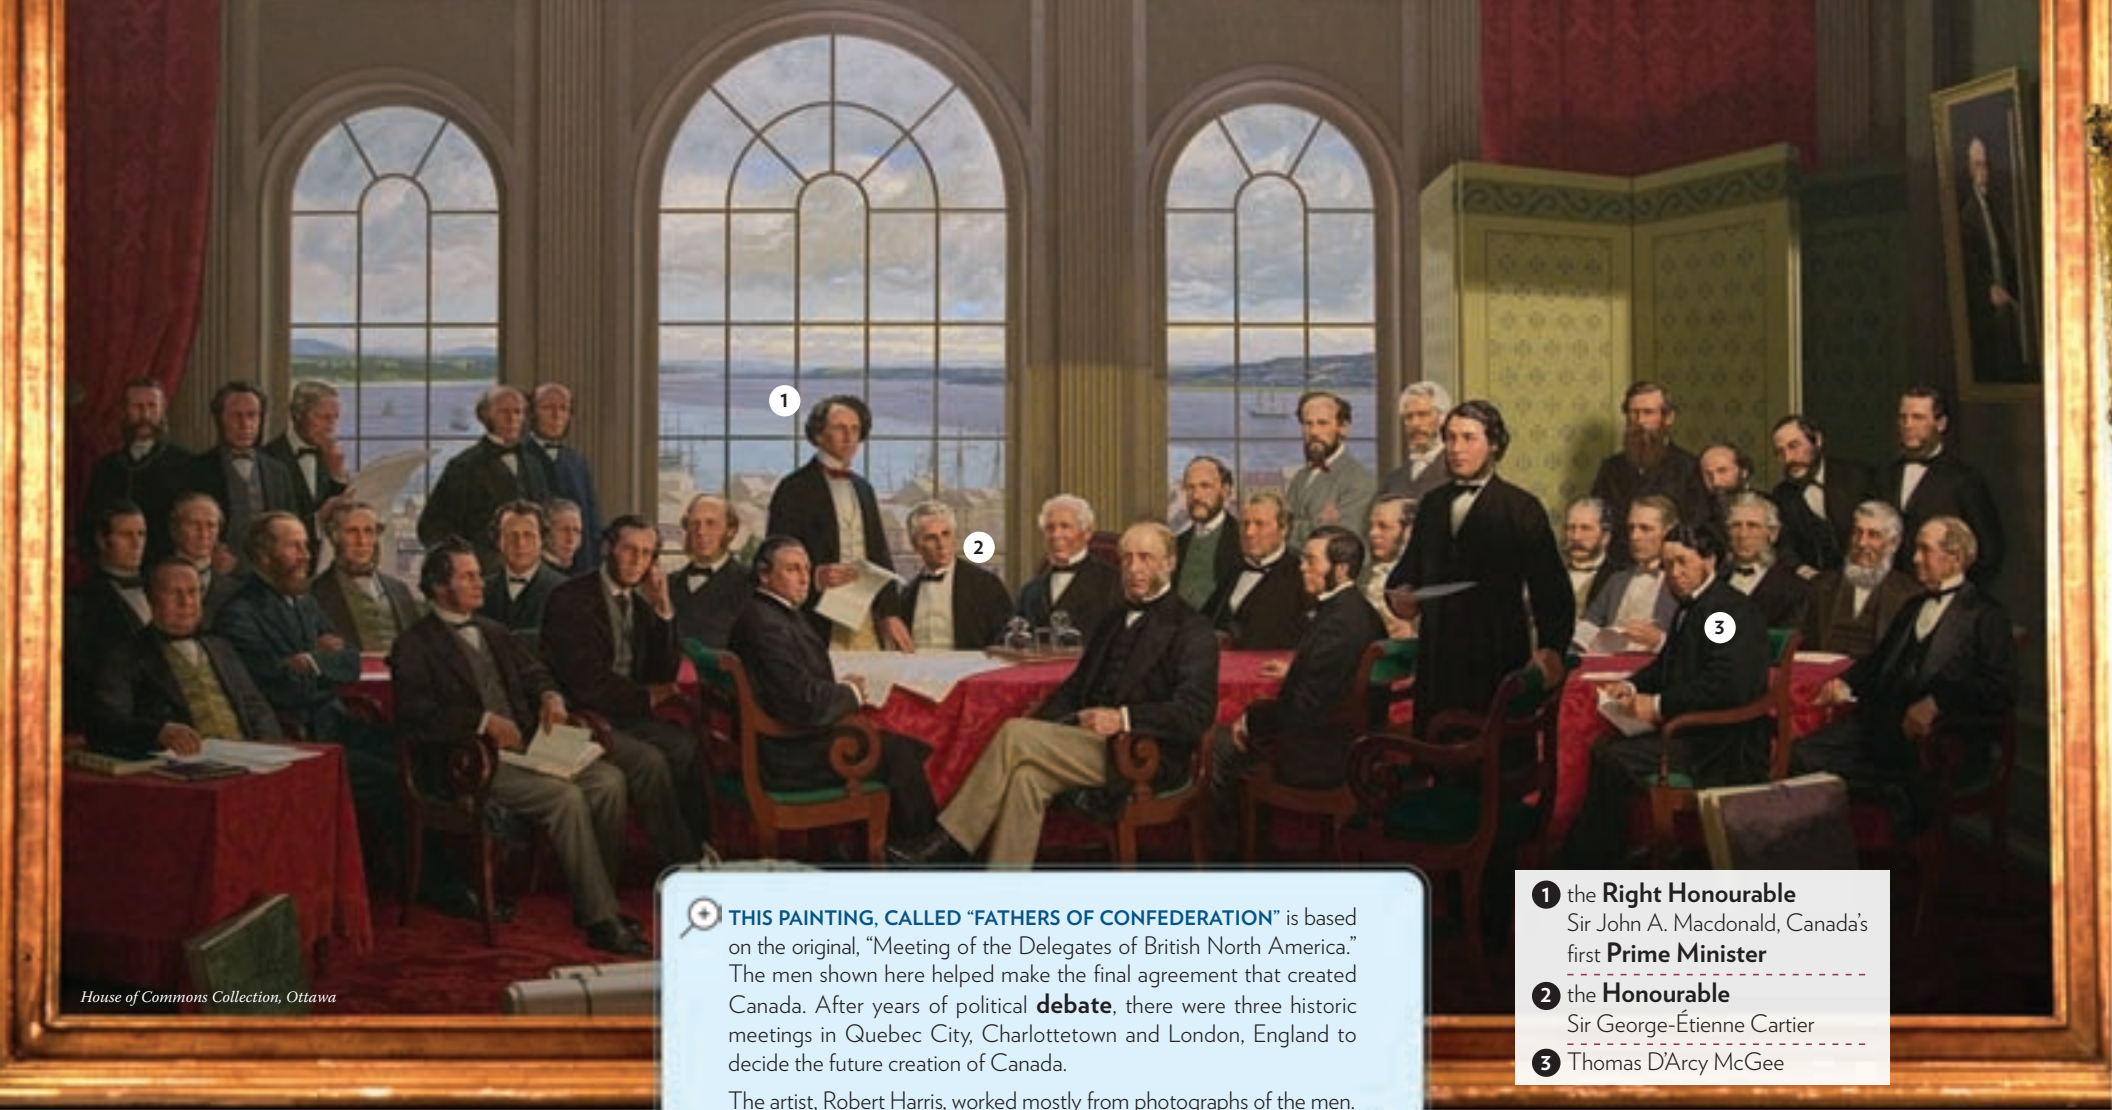 1
2
3
House of Commons Collection, Ottawa
THIS PAINTING, CALLED “FATHERS OF CONFEDERATION” is based
on the original, “Meeting of the Delegates of British North America.”
The men shown here helped make the final agreement that created
Canada. After years of political debate, there were three historic
meetings in Quebec City, Charlottetown and London, England to
decide the future creation of Canada.
The artist, Robert Harris, worked mostly from photographs of the men.
1 the Right Honourable
Sir John A. Macdonald, Canada’s
first Prime Minister
2 the Honourable
Sir George-Étienne Cartier
3 Thomas D’Arcy McGee